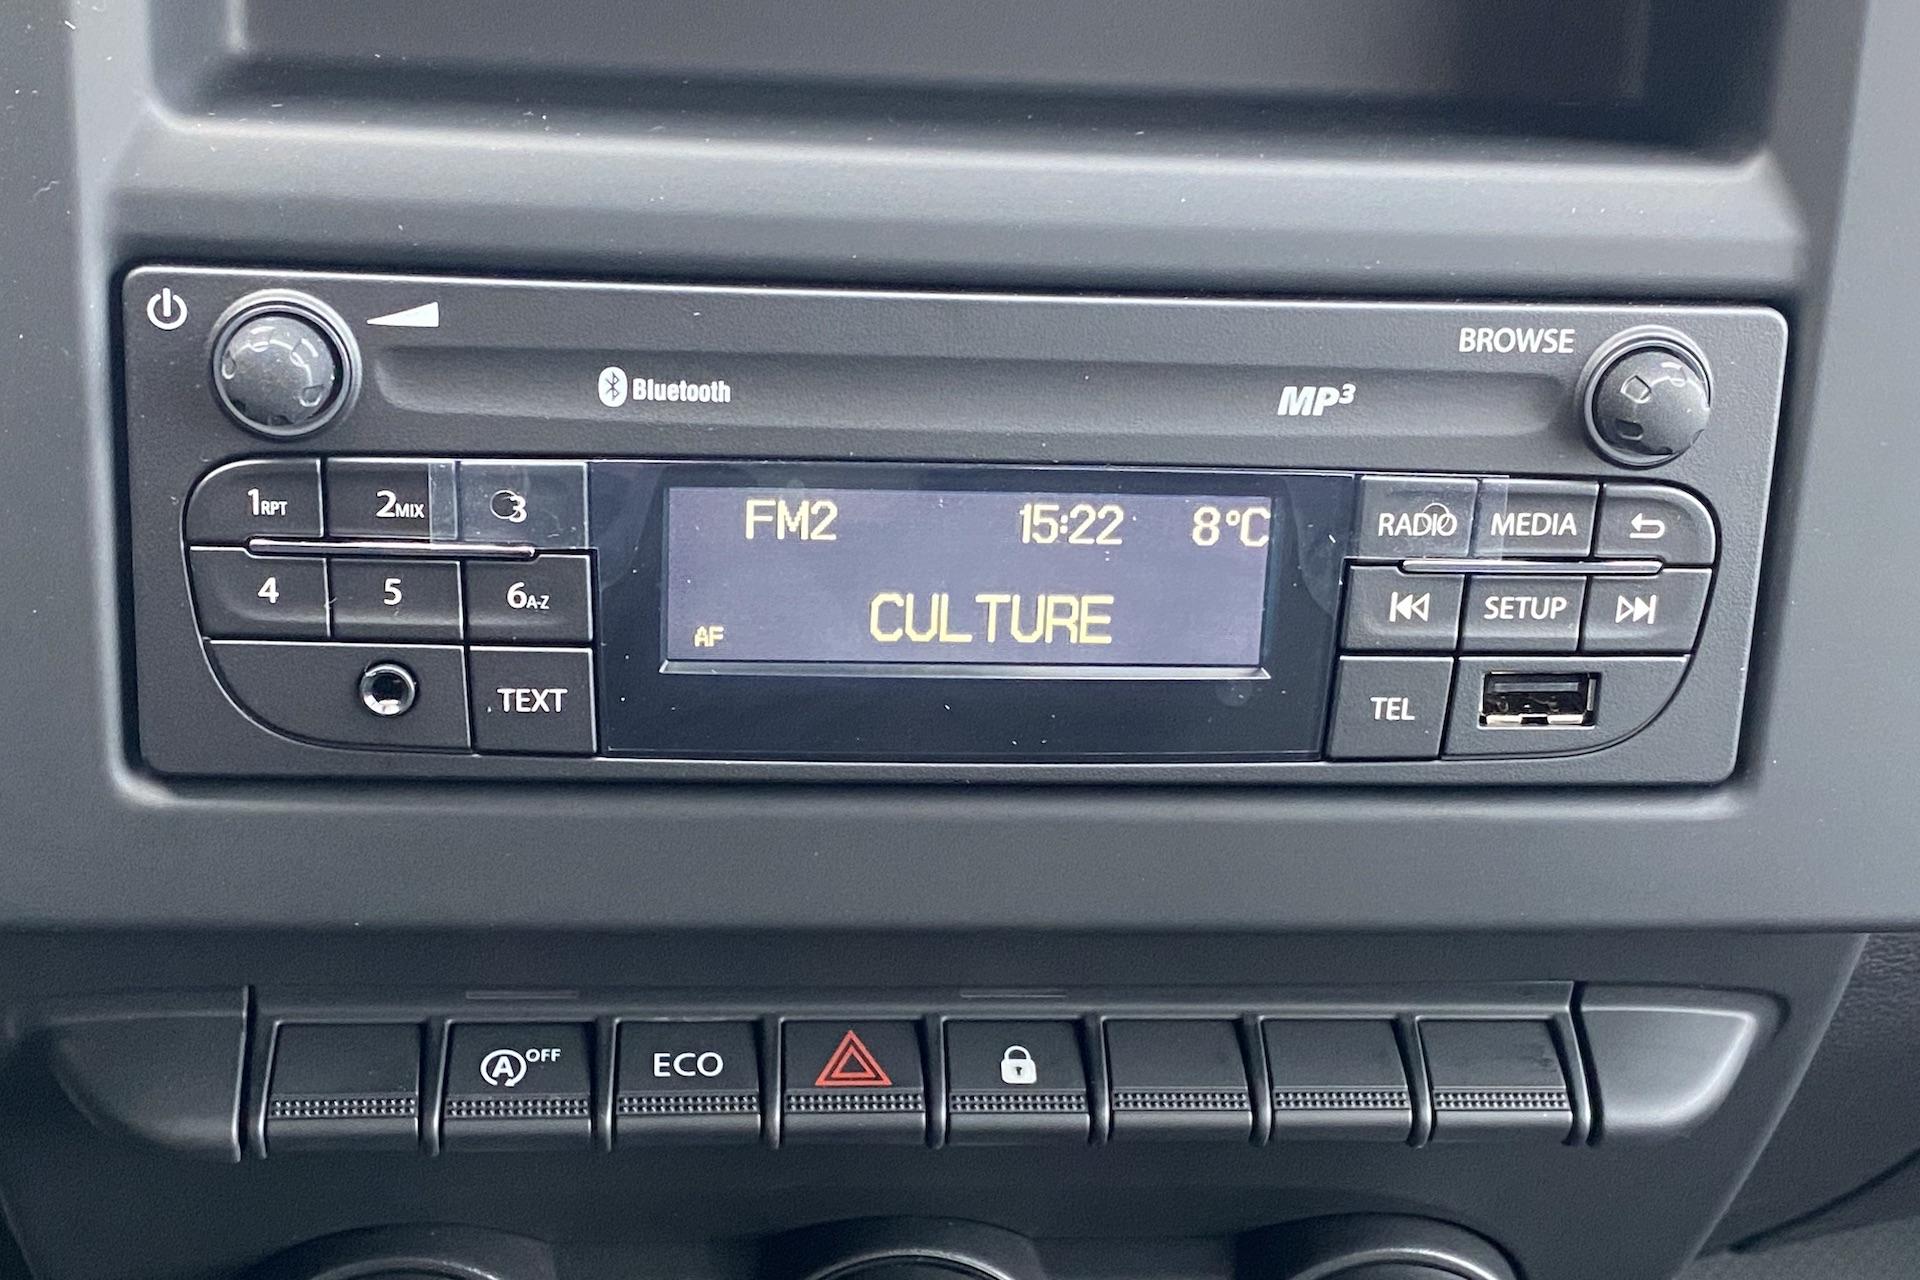 BROWSE
Bluetooth
MP3
1RPT 2MIX 3
FM2 15:22 8°C
RADIO MEDIA
4 5 6A-Z
AF CULTURE
SETUP
TEXT
TEL
A OFF ECO